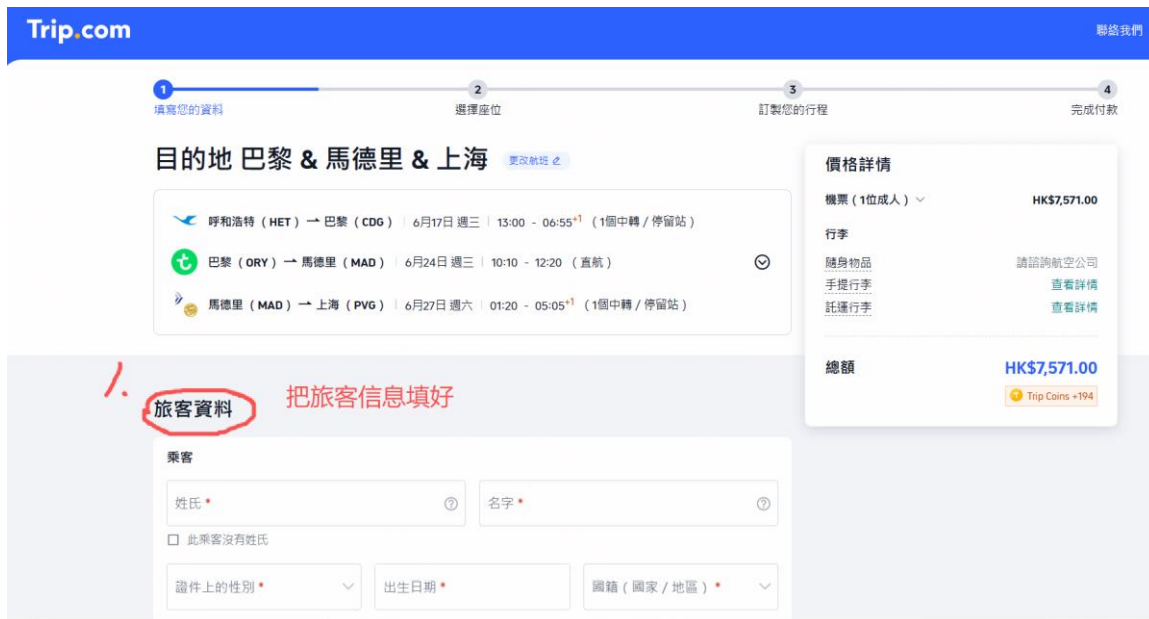 Trip.com
聯絡我們
1 2 3 4
填寫您的資料 選擇座位 訂製您的行程 完成付款
目的地 巴黎 & 馬德里 & 上海 更改航班
呼和浩特 ( HET ) 巴黎 ( CDG ) 6月17日 週三 13:00 - 06:55+1 ( 1個中轉 / 停留站 )
巴黎 ( ORY ) 馬德里 ( MAD ) 6月24日 週三 10:10 - 12:20 ( 直航 )
馬德里 ( MAD ) 上海 ( PVG ) 6月27日 週六 01:20 - 05:05+1 ( 1個中轉 / 停留站 )
價格詳情
機票 ( 1位成人 ) HK$7,571.00
行李
隨身物品 請諮詢航空公司
手提行李 查看詳情
託運行李 查看詳情
總額 HK$7,571.00
Trip Coins +194
1.
旅客資料 把旅客信息填好
乘客
姓氏 * 名字 *
此乘客沒有姓氏
證件上的性別 * 出生日期 * 國籍 ( 國家 / 地區 ) *